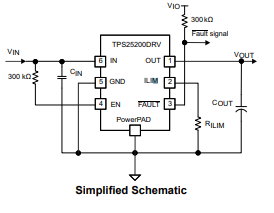 VIO
300 kΩ
Fault signal
TPS25200DRV
VIN
VOUT
6 IN OUT 1
300 kΩ
CIN
5 GND ILIM 2
4 EN FAULT 3
COUT
RILIM
PowerPAD
Simplified Schematic